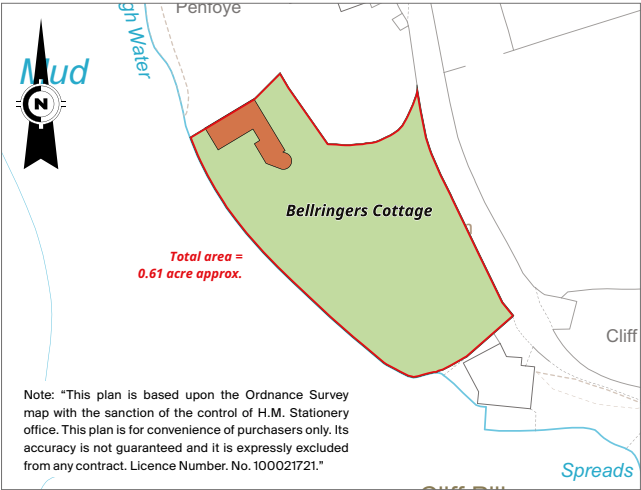 Penfoye
gh Water
Mud
N
Bellringers Cottage
Total area =
0.61 acre approx.
Cliff
Note: “This plan is based upon the Ordnance Survey
map with the sanction of the control of H.M. Stationery
office. This plan is for convenience of purchasers only. Its
accuracy is not guaranteed and it is expressly excluded
from any contract. Licence Number. No. 100021721.”
Spreads